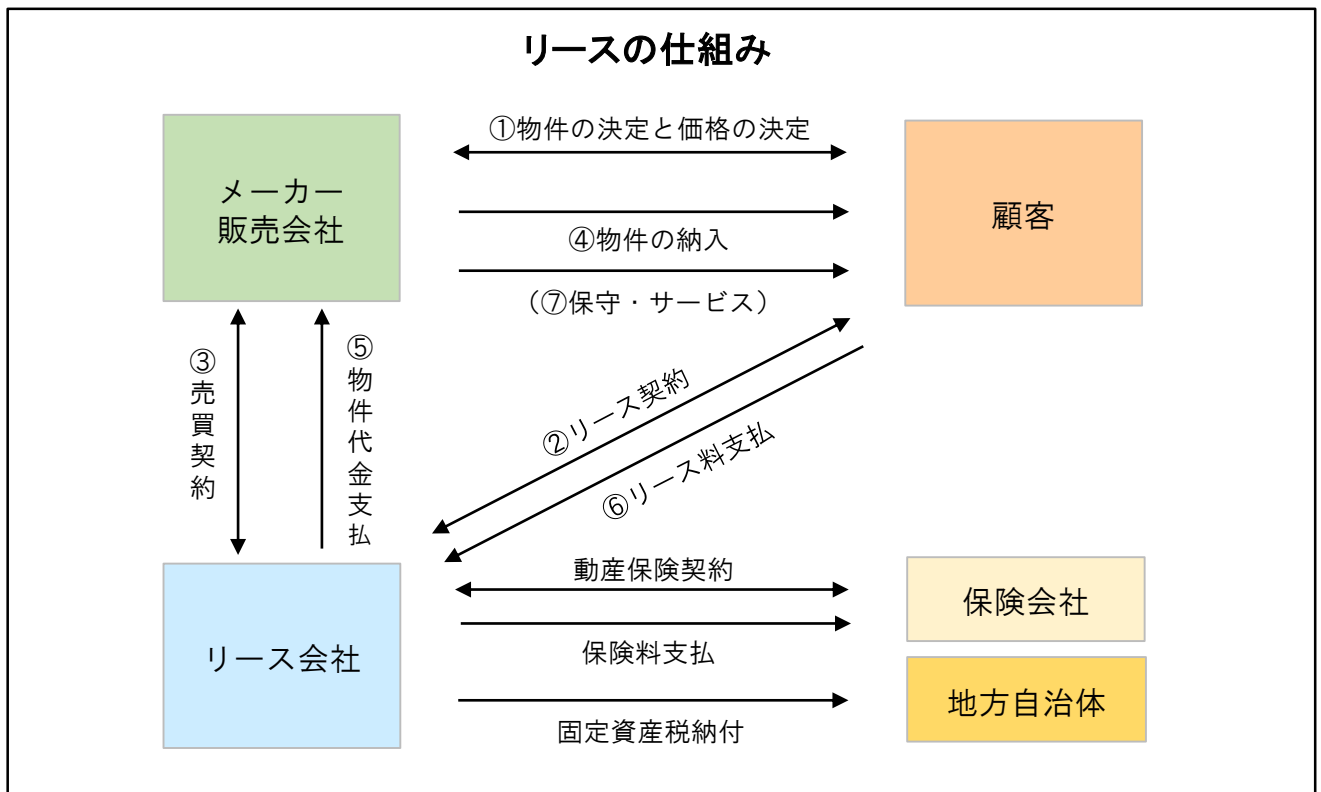 リースの仕組み
①物件の決定と価格の決定
メーカー
販売会社
顧客
④物件の納入
（⑦保守・サービス）
③売買契約
⑤物件代金支払
②リース契約
⑥リース料支払
動産保険契約
保険会社
リース会社
保険料支払
地方自治体
固定資産税納付